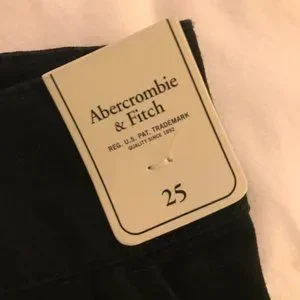 Abercrombie
& Fitch
REG. U.S. PAT. TRADEMARK
QUALITY SINCE 1892
25